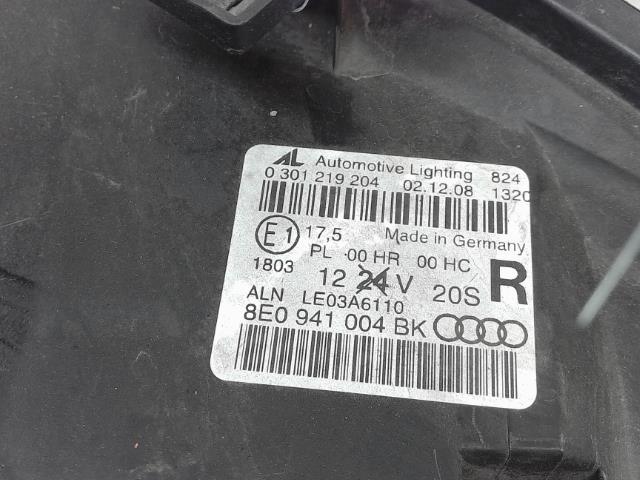 AL Automotive Lighting 824
0 301 219 204 02.12.08 1320
E1 17,5 Made in Germany
PL -00 HR 00 HC
1803 12 24 V 20S R
ALN LE03A6110
8E0 941 004 BK